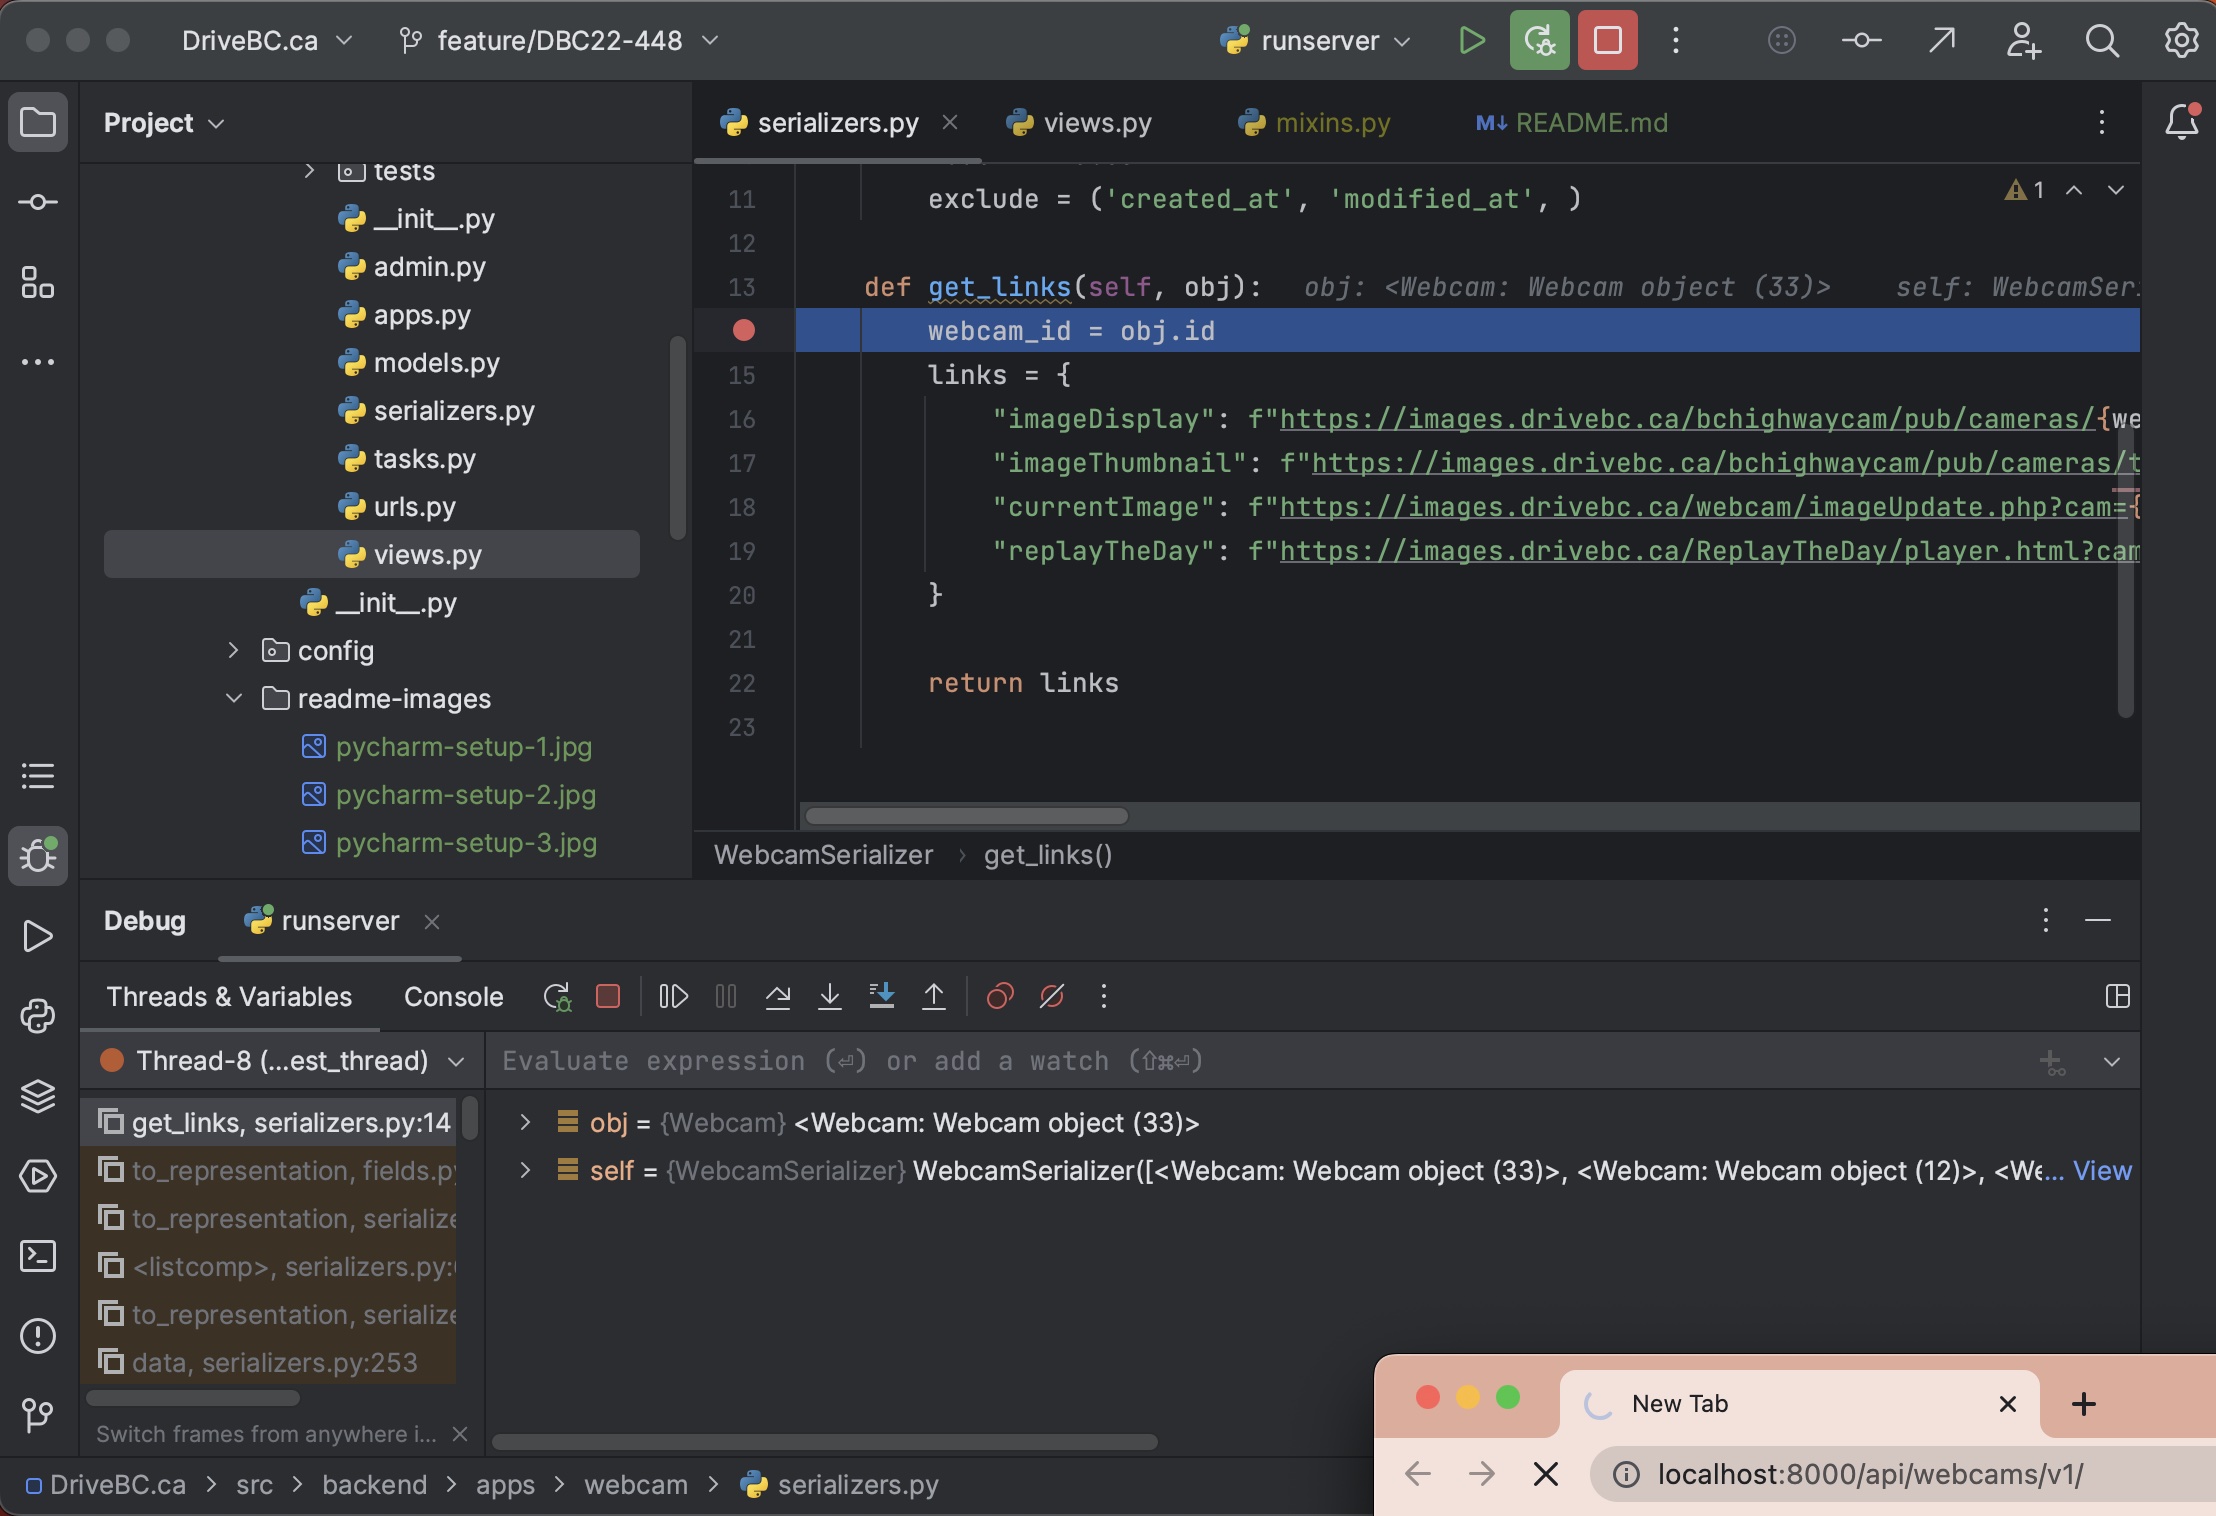 DriveBC.ca
feature/DBC22-448
runserver
Project
serializers.py
views.py
mixins.py
M↓ README.md
tests
__init__.py
admin.py
apps.py
models.py
serializers.py
tasks.py
urls.py
views.py
__init__.py
config
readme-images
pycharm-setup-1.jpg
pycharm-setup-2.jpg
pycharm-setup-3.jpg
1
11 exclude = ('created_at', 'modified_at', )
12
13 def get_links(self, obj): obj: <Webcam: Webcam object (33)> self: WebcamSeri
webcam_id = obj.id
15 links = {
16 "imageDisplay": f"https://images.drivebc.ca/bchighwaycam/pub/cameras/{we
17 "imageThumbnail": f"https://images.drivebc.ca/bchighwaycam/pub/cameras/t
18 "currentImage": f"https://images.drivebc.ca/webcam/imageUpdate.php?cam={
19 "replayTheDay": f"https://images.drivebc.ca/ReplayTheDay/player.html?cam
20 }
21
22 return links
23
WebcamSerializer › get_links()
Debug
runserver
Threads & Variables
Console
Thread-8 (...est_thread)
Evaluate expression (⏎) or add a watch (⇧⌘⏎)
get_links, serializers.py:14
to_representation, fields.py
to_representation, serialize
<listcomp>, serializers.py:
to_representation, serialize
data, serializers.py:253
Switch frames from anywhere i...
obj = {Webcam} <Webcam: Webcam object (33)>
self = {WebcamSerializer} WebcamSerializer([<Webcam: Webcam object (33)>, <Webcam: Webcam object (12)>, <We... View
DriveBC.ca > src > backend > apps > webcam > serializers.py
New Tab
localhost:8000/api/webcams/v1/